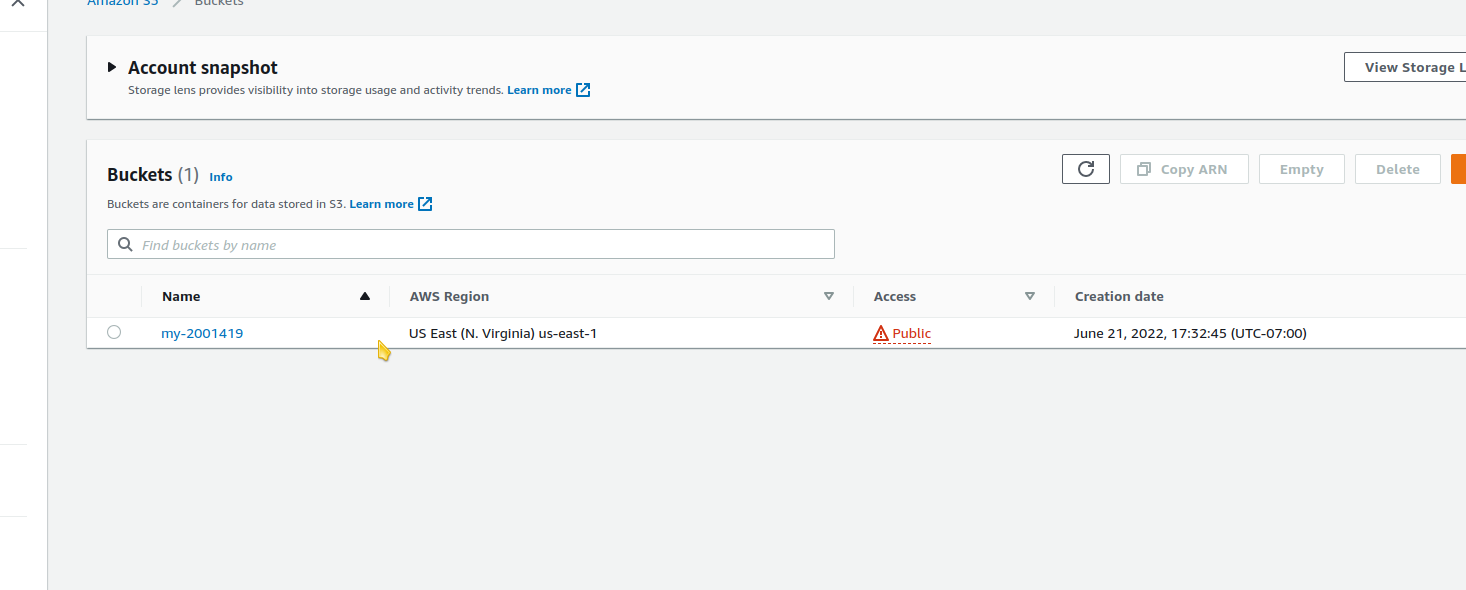 Amazon S3 / Buckets
Account snapshot
View Storage L
Storage lens provides visibility into storage usage and activity trends. Learn more
Buckets (1) Info
Copy ARN Empty Delete
Buckets are containers for data stored in S3. Learn more
Find buckets by name
Name AWS Region Access Creation date
my-2001419 US East (N. Virginia) us-east-1 Public June 21, 2022, 17:32:45 (UTC-07:00)